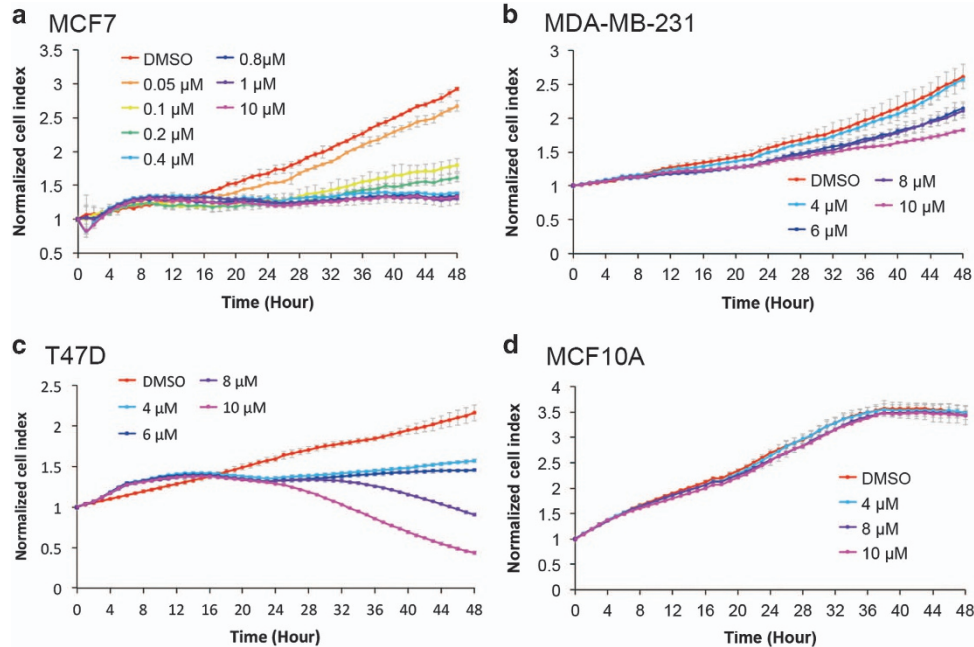 a MCF7
Normalized cell index
3.5
3
2.5
2
1.5
1
0.5
DMSO
0.05 µM
0.1 µM
0.2 µM
0.4 µM
0.8µM
1 µM
10 µM
0 4 8 12 16 20 24 28 32 36 40 44 48
Time (Hour)
b MDA-MB-231
Normalized cell index
3
2.5
2
1.5
1
0.5
0
DMSO
4 µM
6 µM
8 µM
10 µM
0 4 8 12 16 20 24 28 32 36 40 44 48
Time (Hour)
c T47D
Normalized cell index
2.5
2
1.5
1
0.5
0
DMSO
4 µM
6 µM
8 µM
10 µM
0 4 8 12 16 20 24 28 32 36 40 44 48
Time (Hour)
d MCF10A
Normalized cell index
4
3.5
3
2.5
2
1.5
1
0.5
0
DMSO
4 µM
8 µM
10 µM
0 4 8 12 16 20 24 28 32 36 40 44 48
Time (Hour)